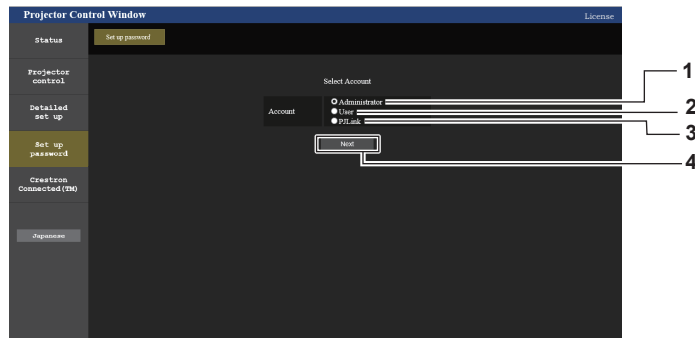 Projector Control Window
License
Status
Set up password
Projector
control
Detailed
set up
Set up
password
Crestron
Connected(TM)
Japanese
Select Account
Account
Administrator
User
PJLink
Next
1
2
3
4